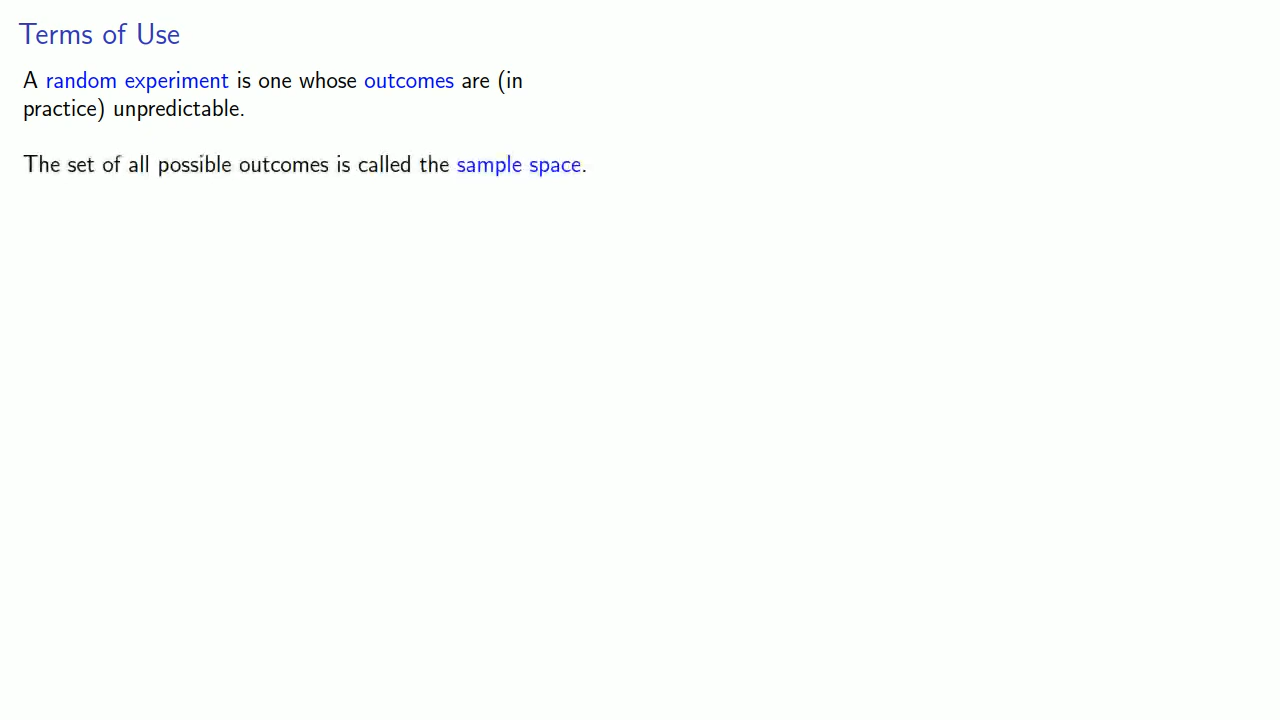 Terms of Use
A random experiment is one whose outcomes are (in
practice) unpredictable.
The set of all possible outcomes is called the sample space.